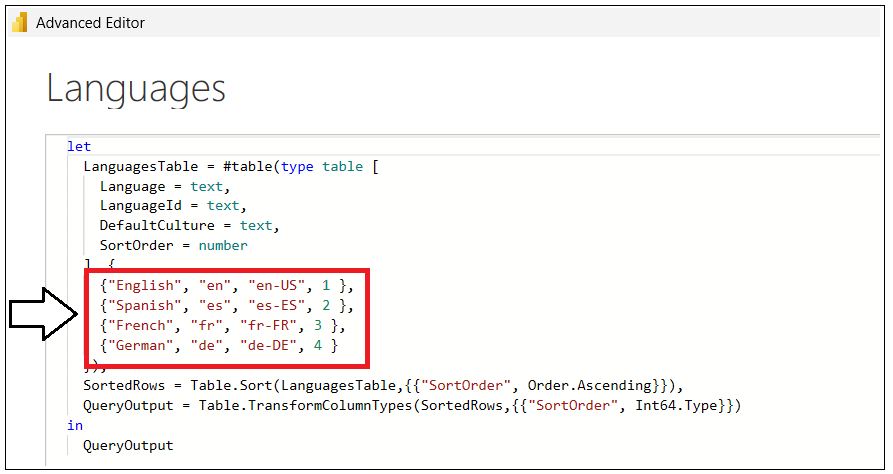 Advanced Editor
Languages
let
LanguagesTable = #table(type table [
Language = text,
LanguageId = text,
DefaultCulture = text,
SortOrder = number
], {
{"English", "en", "en-US", 1 },
{"Spanish", "es", "es-ES", 2 },
{"French", "fr", "fr-FR", 3 },
{"German", "de", "de-DE", 4 }
}),
SortedRows = Table.Sort(LanguagesTable,{{"SortOrder", Order.Ascending}}),
QueryOutput = Table.TransformColumnTypes(SortedRows,{{"SortOrder", Int64.Type}})
in
QueryOutput